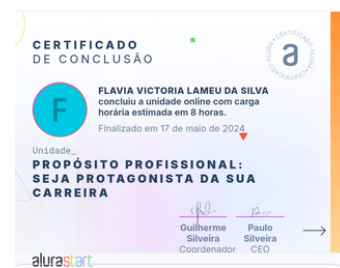 CERTIFICADO
DE CONCLUSÃO
CERTIFICADO ALURA
a
F
FLAVIA VICTORIA LAMEU DA SILVA
concluiu a unidade online com carga
horária estimada em 8 horas.
Finalizado em 17 de maio de 2024
Unidade_
PROPÓSITO PROFISSIONAL:
SEJA PROTAGONISTA DA SUA
CARREIRA
Guilherme
Silveira
Coordenador
Paulo
Silveira
CEO
alurastart